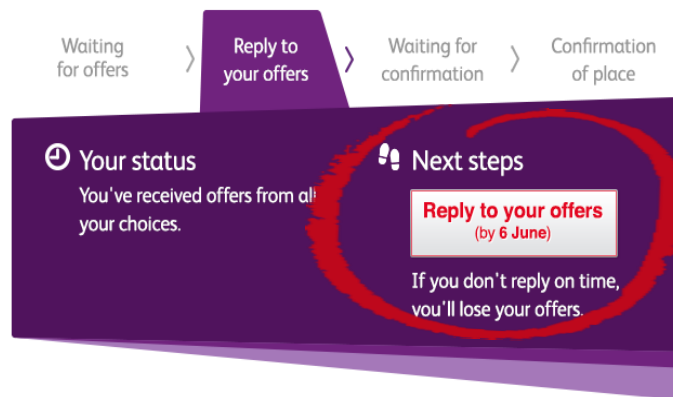 Waiting
for offers
Reply to
your offers
Waiting for
confirmation
Confirmation
of place
Your status
You've received offers from all
your choices.
Next steps
Reply to your offers
(by 6 June)
If you don't reply on time,
you'll lose your offers.